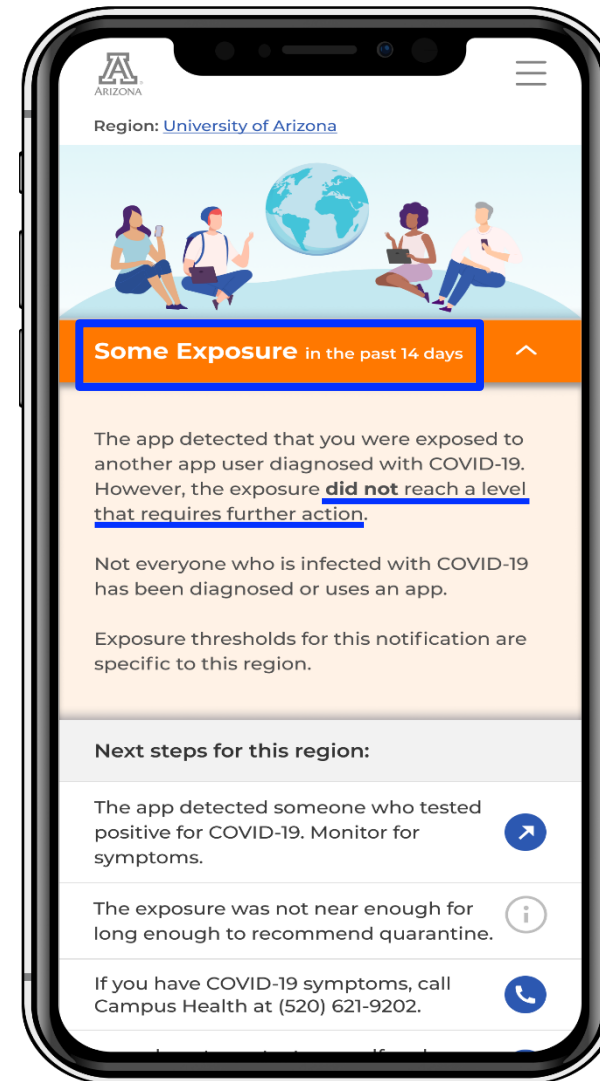 ARIZONA
Region: University of Arizona
Some Exposure in the past 14 days
The app detected that you were exposed to
another app user diagnosed with COVID-19.
However, the exposure did not reach a level
that requires further action.
Not everyone who is infected with COVID-19
has been diagnosed or uses an app.
Exposure thresholds for this notification are
specific to this region.
Next steps for this region:
The app detected someone who tested
positive for COVID-19. Monitor for
symptoms.
The exposure was not near enough for
long enough to recommend quarantine.
If you have COVID-19 symptoms, call
Campus Health at (520) 621-9202.